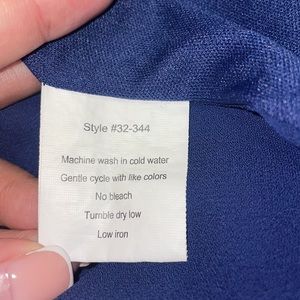 Style #32-344
Machine wash in cold water
Gentle cycle with like colors
No bleach
Tumble dry low
Low iron